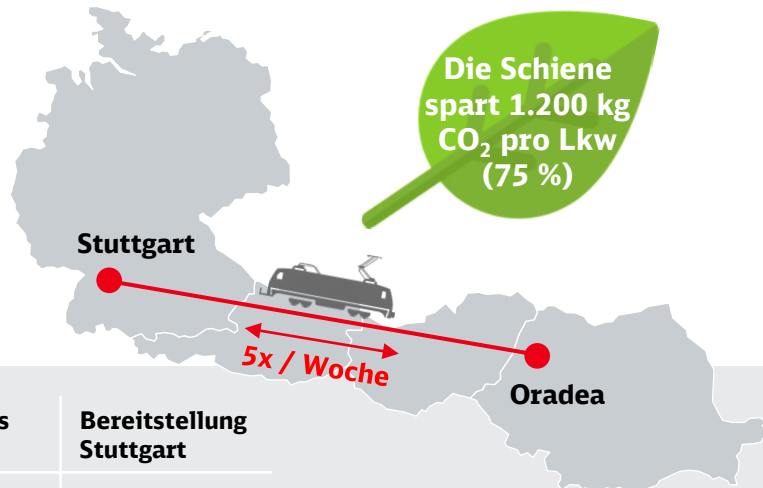 Die Schiene
spart 1.200 kg
CO₂ pro Lkw
(75 %)
Stuttgart
5x / Woche
Oradea
s
Bereitstellung
Stuttgart